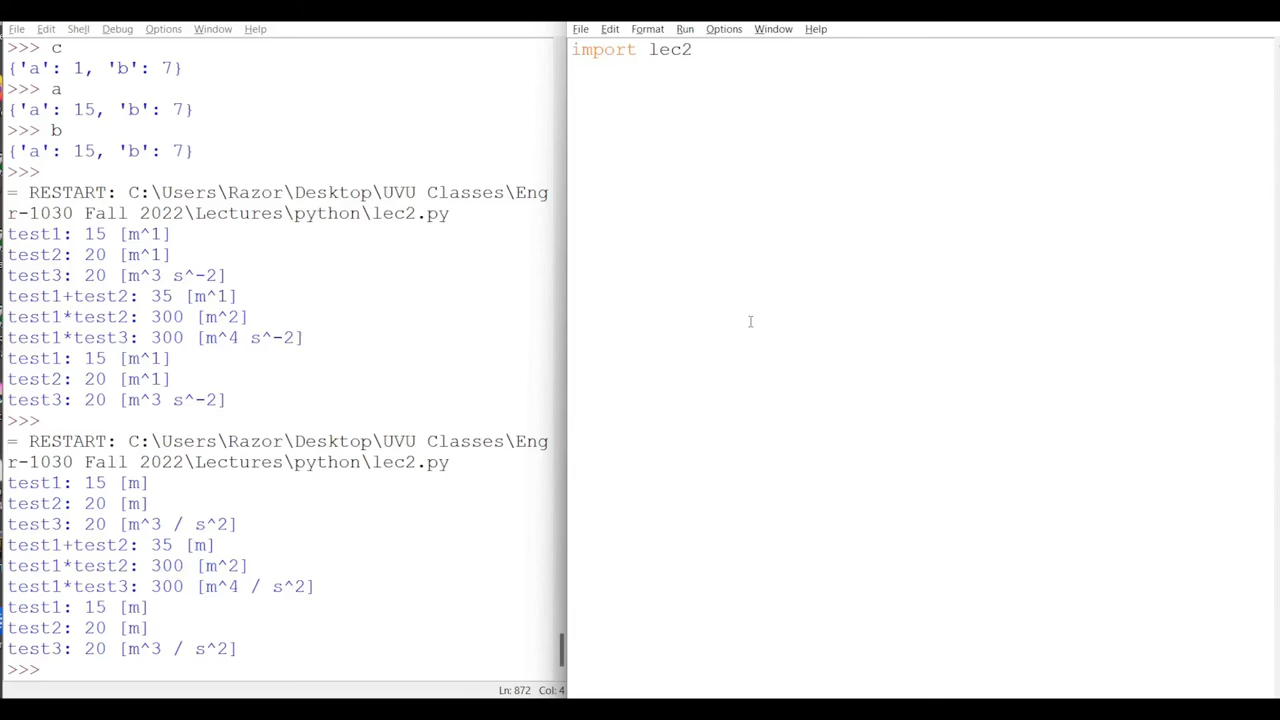 File Edit Shell Debug Options Window Help
>>> c
{'a': 1, 'b': 7}
>>> a
{'a': 15, 'b': 7}
>>> b
{'a': 15, 'b': 7}
>>>
= RESTART: C:\Users\Razor\Desktop\UVU Classes\Eng
r-1030 Fall 2022\Lectures\python\lec2.py
test1: 15 [m^1]
test2: 20 [m^1]
test3: 20 [m^3 s^-2]
test1+test2: 35 [m^1]
test1*test2: 300 [m^2]
test1*test3: 300 [m^4 s^-2]
test1: 15 [m^1]
test2: 20 [m^1]
test3: 20 [m^3 s^-2]
>>>
= RESTART: C:\Users\Razor\Desktop\UVU Classes\Eng
r-1030 Fall 2022\Lectures\python\lec2.py
test1: 15 [m]
test2: 20 [m]
test3: 20 [m^3 / s^2]
test1+test2: 35 [m]
test1*test2: 300 [m^2]
test1*test3: 300 [m^4 / s^2]
test1: 15 [m]
test2: 20 [m]
test3: 20 [m^3 / s^2]
>>>
Ln: 872 Col: 4
File Edit Format Run Options Window Help
import lec2